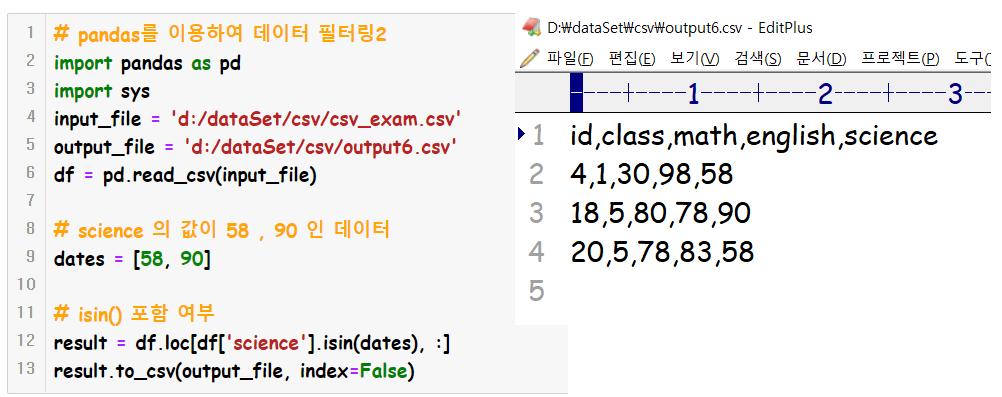 1 # pandas를 이용하여 데이터 필터링2
2 import pandas as pd
3 import sys
4 input_file = 'd:/dataSet/csv/csv_exam.csv'
5 output_file = 'd:/dataSet/csv/output6.csv'
6 df = pd.read_csv(input_file)
7
8 # science 의 값이 58 , 90 인 데이터
9 dates = [58, 90]
10
11 # isin() 포함 여부
12 result = df.loc[df['science'].isin(dates), :]
13 result.to_csv(output_file, index=False)
D:₩dataSet₩csv₩output6.csv - EditPlus
파일(F) 편집(E) 보기(V) 검색(S) 문서(D) 프로젝트(P) 도구(
----+----1----+----2----+----3
1 id,class,math,english,science
2 4,1,30,98,58
3 18,5,80,78,90
4 20,5,78,83,58
5